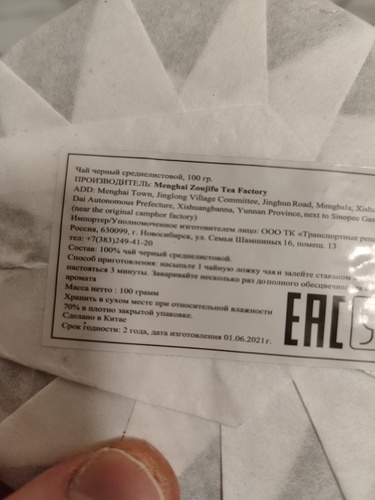 Чай черный среднелистовой, 100 гр.
ПРОИЗВОДИТЕЛЬ: Menghai Zoujifu Tea Factory
ADD: Menghai Town, Jinglong Village Committee, Jinghun Road, Menghala, Xishu
Dai Autonomous Prefecture, Xishuangbanna, Yunnan Province, next to Sinopec Gas
(near the original camphor factory)
Импортер/Уполномоченное изготовителем лицо: ООО ТК «Транспортные реш
Россия, 630099, г. Новосибирск, ул. Семьи Шамшиных 16, помещ. 13
тел: +7(383)249-41-20
Состав: 100% чай черный среднелистовой.
Способ приготовления: насыпьте 1 чайную ложку чая и залейте стаканом
настояться 3 минуты. Заваривайте несколько раз до полного обесцвечив
аромата
Масса нетто : 100 грамм
Хранить в сухом месте при относительной влажности
70% в плотно закрытой упаковке.
Сделано в Китае
Срок годности: 2 года, дата изготовления 01.06.2021г.
EAC